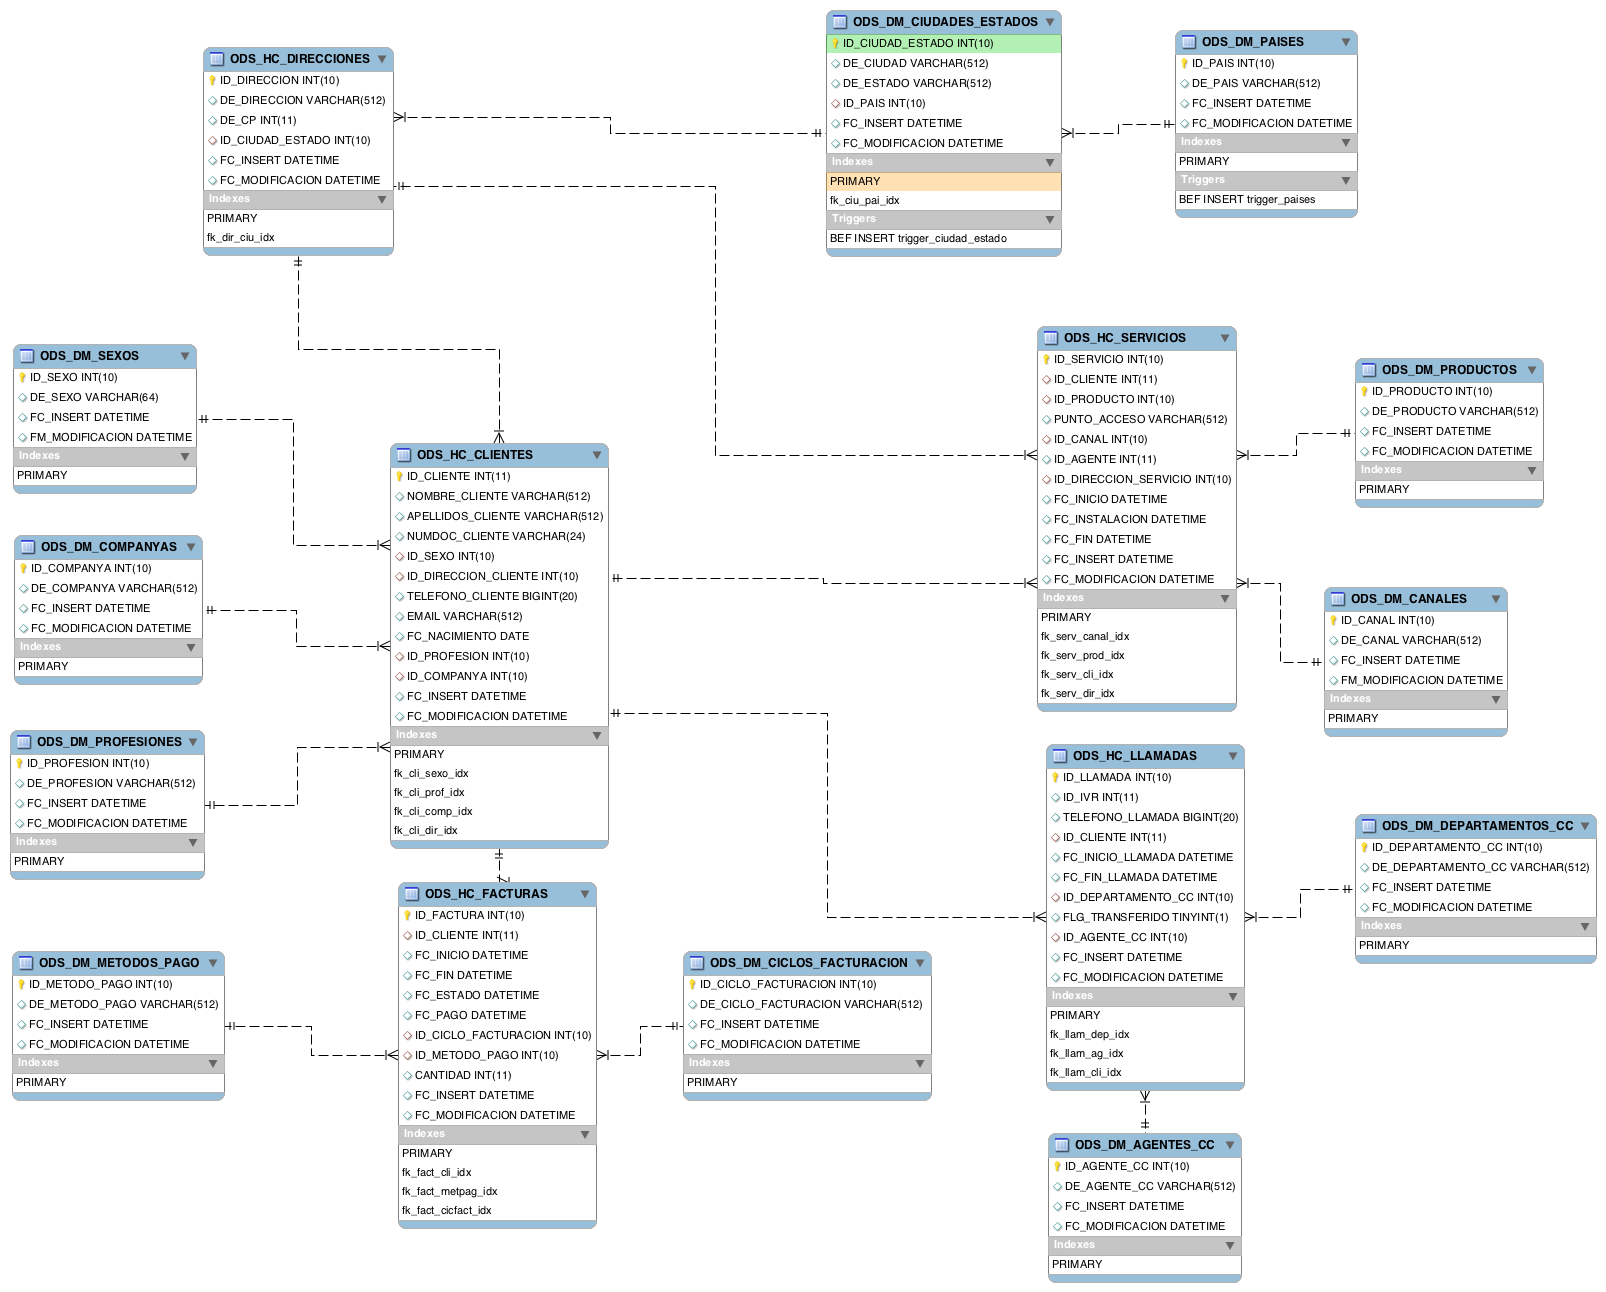 ODS_HC_DIRECCIONES
ID_DIRECCION INT(10)
DE_DIRECCION VARCHAR(512)
DE_CP INT(11)
ID_CIUDAD_ESTADO INT(10)
FC_INSERT DATETIME
FC_MODIFICACION DATETIME
Indexes
PRIMARY
fk_dir_ciu_idx
ODS_DM_CIUDADES_ESTADOS
ID_CIUDAD_ESTADO INT(10)
DE_CIUDAD VARCHAR(512)
DE_ESTADO VARCHAR(512)
ID_PAIS INT(10)
FC_INSERT DATETIME
FC_MODIFICACION DATETIME
Indexes
PRIMARY
fk_ciu_pai_idx
Triggers
BEF INSERT trigger_ciudad_estado
ODS_DM_PAISES
ID_PAIS INT(10)
DE_PAIS VARCHAR(512)
FC_INSERT DATETIME
FC_MODIFICACION DATETIME
Indexes
PRIMARY
Triggers
BEF INSERT trigger_paises
ODS_DM_SEXOS
ID_SEXO INT(10)
DE_SEXO VARCHAR(64)
FC_INSERT DATETIME
FM_MODIFICACION DATETIME
Indexes
PRIMARY
ODS_DM_COMPANYAS
ID_COMPANYA INT(10)
DE_COMPANYA VARCHAR(512)
FC_INSERT DATETIME
FC_MODIFICACION DATETIME
Indexes
PRIMARY
ODS_DM_PROFESIONES
ID_PROFESION INT(10)
DE_PROFESION VARCHAR(512)
FC_INSERT DATETIME
FC_MODIFICACION DATETIME
Indexes
PRIMARY
ODS_HC_CLIENTES
ID_CLIENTE INT(11)
NOMBRE_CLIENTE VARCHAR(512)
APELLIDOS_CLIENTE VARCHAR(512)
NUMDOC_CLIENTE VARCHAR(24)
ID_SEXO INT(10)
ID_DIRECCION_CLIENTE INT(10)
TELEFONO_CLIENTE BIGINT(20)
EMAIL VARCHAR(512)
FC_NACIMIENTO DATE
ID_PROFESION INT(10)
ID_COMPANYA INT(10)
FC_INSERT DATETIME
FC_MODIFICACION DATETIME
Indexes
PRIMARY
fk_cli_sexo_idx
fk_cli_prof_idx
fk_cli_comp_idx
fk_cli_dir_idx
ODS_HC_SERVICIOS
ID_SERVICIO INT(10)
ID_CLIENTE INT(11)
ID_PRODUCTO INT(10)
PUNTO_ACCESO VARCHAR(512)
ID_CANAL INT(10)
ID_AGENTE INT(11)
ID_DIRECCION_SERVICIO INT(10)
FC_INICIO DATETIME
FC_INSTALACION DATETIME
FC_FIN DATETIME
FC_INSERT DATETIME
FC_MODIFICACION DATETIME
Indexes
PRIMARY
fk_serv_canal_idx
fk_serv_prod_idx
fk_serv_cli_idx
fk_serv_dir_idx
ODS_DM_PRODUCTOS
ID_PRODUCTO INT(10)
DE_PRODUCTO VARCHAR(512)
FC_INSERT DATETIME
FC_MODIFICACION DATETIME
Indexes
PRIMARY
ODS_DM_CANALES
ID_CANAL INT(10)
DE_CANAL VARCHAR(512)
FC_INSERT DATETIME
FM_MODIFICACION DATETIME
Indexes
PRIMARY
ODS_HC_LLAMADAS
ID_LLAMADA INT(10)
ID_IVR INT(11)
TELEFONO_LLAMADA BIGINT(20)
ID_CLIENTE INT(11)
FC_INICIO_LLAMADA DATETIME
FC_FIN_LLAMADA DATETIME
ID_DEPARTAMENTO_CC INT(10)
FLG_TRANSFERIDO TINYINT(1)
ID_AGENTE_CC INT(10)
FC_INSERT DATETIME
FC_MODIFICACION DATETIME
Indexes
PRIMARY
fk_llam_dep_idx
fk_llam_ag_idx
fk_llam_cli_idx
ODS_DM_DEPARTAMENTOS_CC
ID_DEPARTAMENTO_CC INT(10)
DE_DEPARTAMENTO_CC VARCHAR(512)
FC_INSERT DATETIME
FC_MODIFICACION DATETIME
Indexes
PRIMARY
ODS_HC_FACTURAS
ID_FACTURA INT(10)
ID_CLIENTE INT(11)
FC_INICIO DATETIME
FC_FIN DATETIME
FC_ESTADO DATETIME
FC_PAGO DATETIME
ID_CICLO_FACTURACION INT(10)
ID_METODO_PAGO INT(10)
CANTIDAD INT(11)
FC_INSERT DATETIME
FC_MODIFICACION DATETIME
Indexes
PRIMARY
fk_fact_cli_idx
fk_fact_metpag_idx
fk_fact_cicfact_idx
ODS_DM_METODOS_PAGO
ID_METODO_PAGO INT(10)
DE_METODO_PAGO VARCHAR(512)
FC_INSERT DATETIME
FC_MODIFICACION DATETIME
Indexes
PRIMARY
ODS_DM_CICLOS_FACTURACION
ID_CICLO_FACTURACION INT(10)
DE_CICLO_FACTURACION VARCHAR(512)
FC_INSERT DATETIME
FC_MODIFICACION DATETIME
Indexes
PRIMARY
ODS_DM_AGENTES_CC
ID_AGENTE_CC INT(10)
DE_AGENTE_CC VARCHAR(512)
FC_INSERT DATETIME
FC_MODIFICACION DATETIME
Indexes
PRIMARY